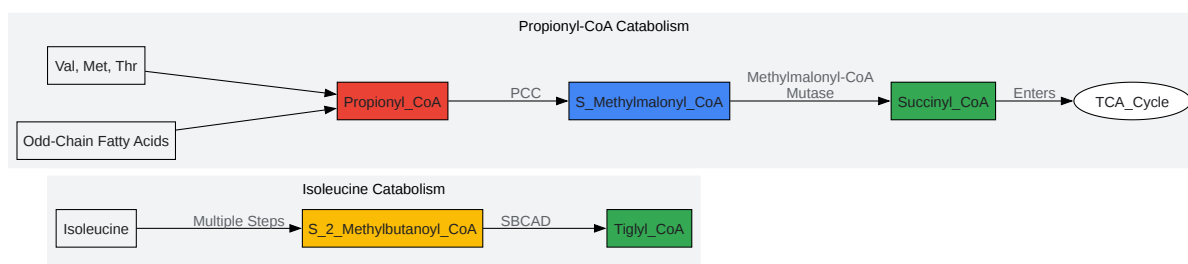 Propionyl-CoA Catabolism
Val, Met, Thr
Odd-Chain Fatty Acids
Propionyl_CoA
PCC
S_Methylmalonyl_CoA
Methylmalonyl-CoA
Mutase
Succinyl_CoA
Enters
TCA_Cycle
Isoleucine Catabolism
Isoleucine
Multiple Steps
S_2_Methylbutanoyl_CoA
SBCAD
Tiglyl_CoA